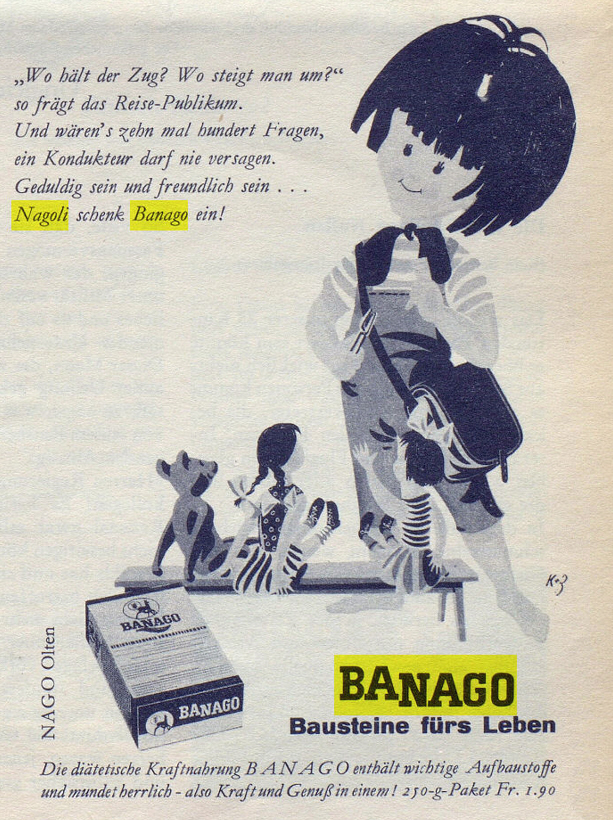 „Wo hält der Zug? Wo steigt man um?“
so frägt das Reise-Publikum.
Und wären's zehn mal hundert Fragen,
ein Kondukteur darf nie versagen.
Geduldig sein und freundlich sein . . .
Nagoli schenk Banago ein!
K+Z
BANAGO
BANAGO
NAGO Olten
BANAGO
Bausteine fürs Leben
Die diätetische Kraftnahrung BANAGO enthält wichtige Aufbaustoffe
und mundet herrlich - also Kraft und Genuß in einem! 250-g-Paket Fr. 1.90